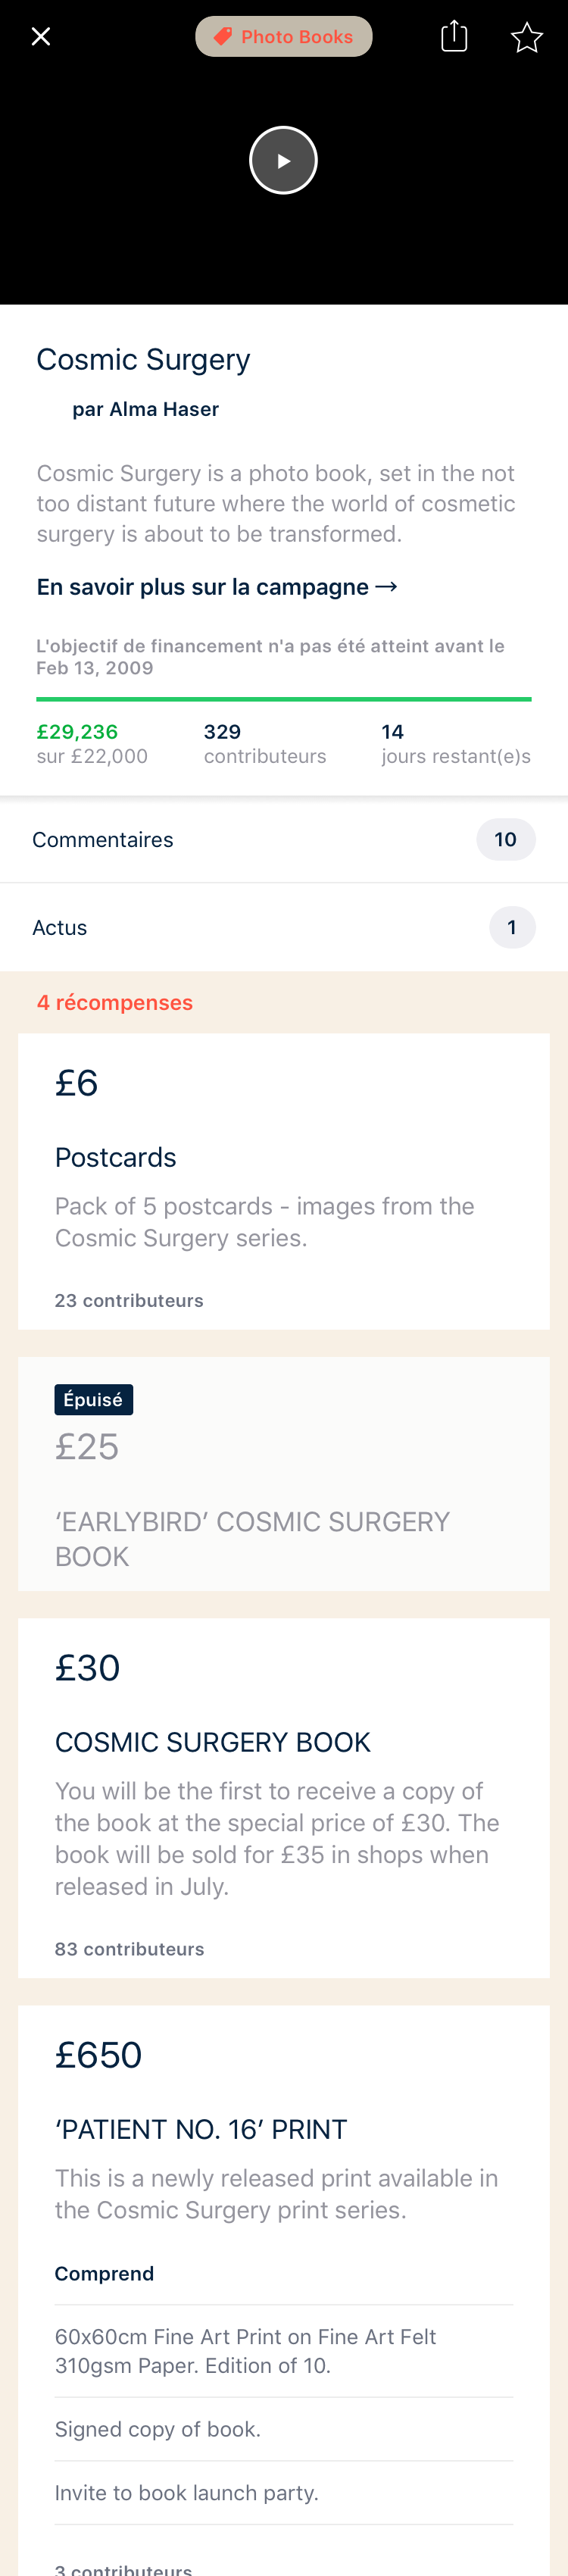 Photo Books
Cosmic Surgery
par Alma Haser
Cosmic Surgery is a photo book, set in the not
too distant future where the world of cosmetic
surgery is about to be transformed.
En savoir plus sur la campagne →
L'objectif de financement n'a pas été atteint avant le
Feb 13, 2009
£29,236
sur £22,000
329
contributeurs
14
jours restant(e)s
Commentaires
10
Actus
1
4 récompenses
£6
Postcards
Pack of 5 postcards - images from the
Cosmic Surgery series.
23 contributeurs
Épuisé
£25
‘EARLYBIRD’ COSMIC SURGERY
BOOK
£30
COSMIC SURGERY BOOK
You will be the first to receive a copy of
the book at the special price of £30. The
book will be sold for £35 in shops when
released in July.
83 contributeurs
£650
‘PATIENT NO. 16’ PRINT
This is a newly released print available in
the Cosmic Surgery print series.
Comprend
60x60cm Fine Art Print on Fine Art Felt
310gsm Paper. Edition of 10.
Signed copy of book.
Invite to book launch party.
3 contributeurs